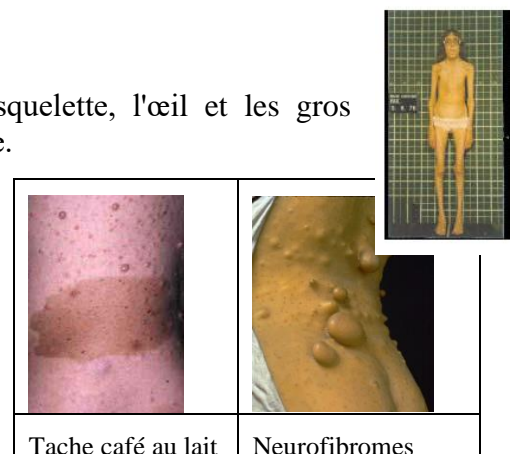 squelette, l'œil et les gros
e.
Tache café au lait
Neurofibromes